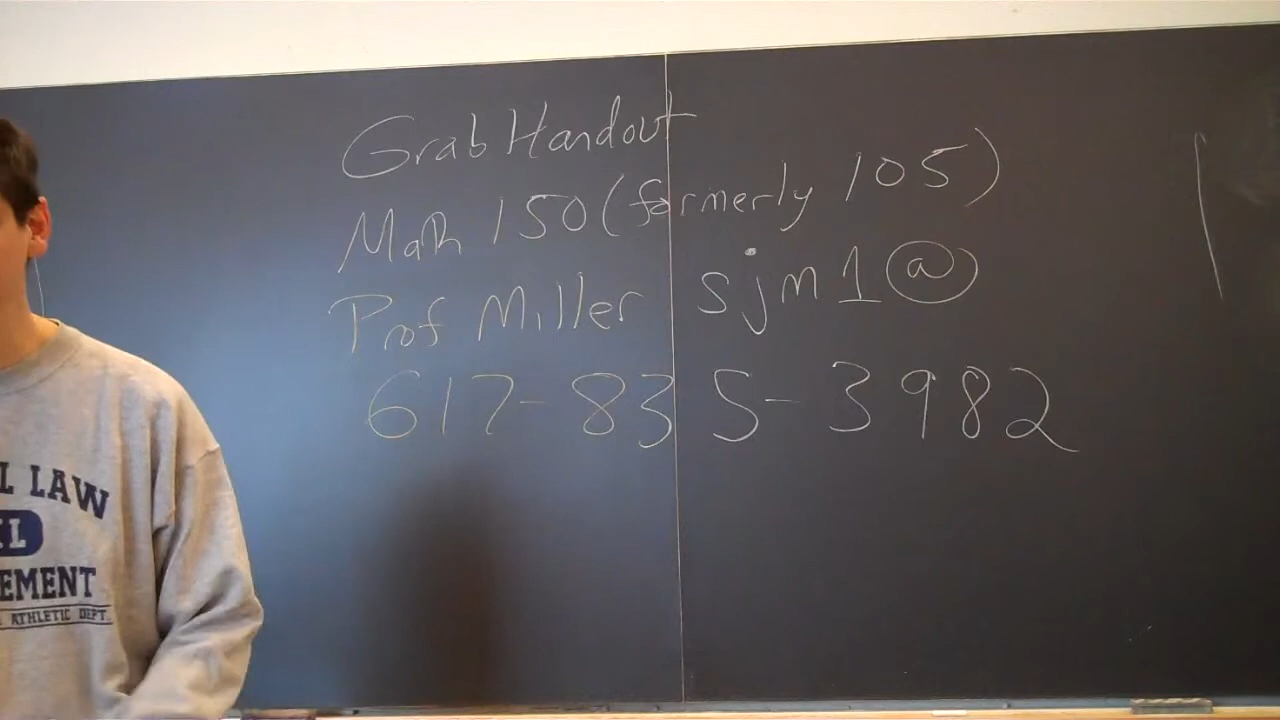 Grab Handout
Math 150 (formerly 105)
Prof Miller sjm1@
617-835-3982
L LAW
L
EMENT
ATHLETIC DEPT.